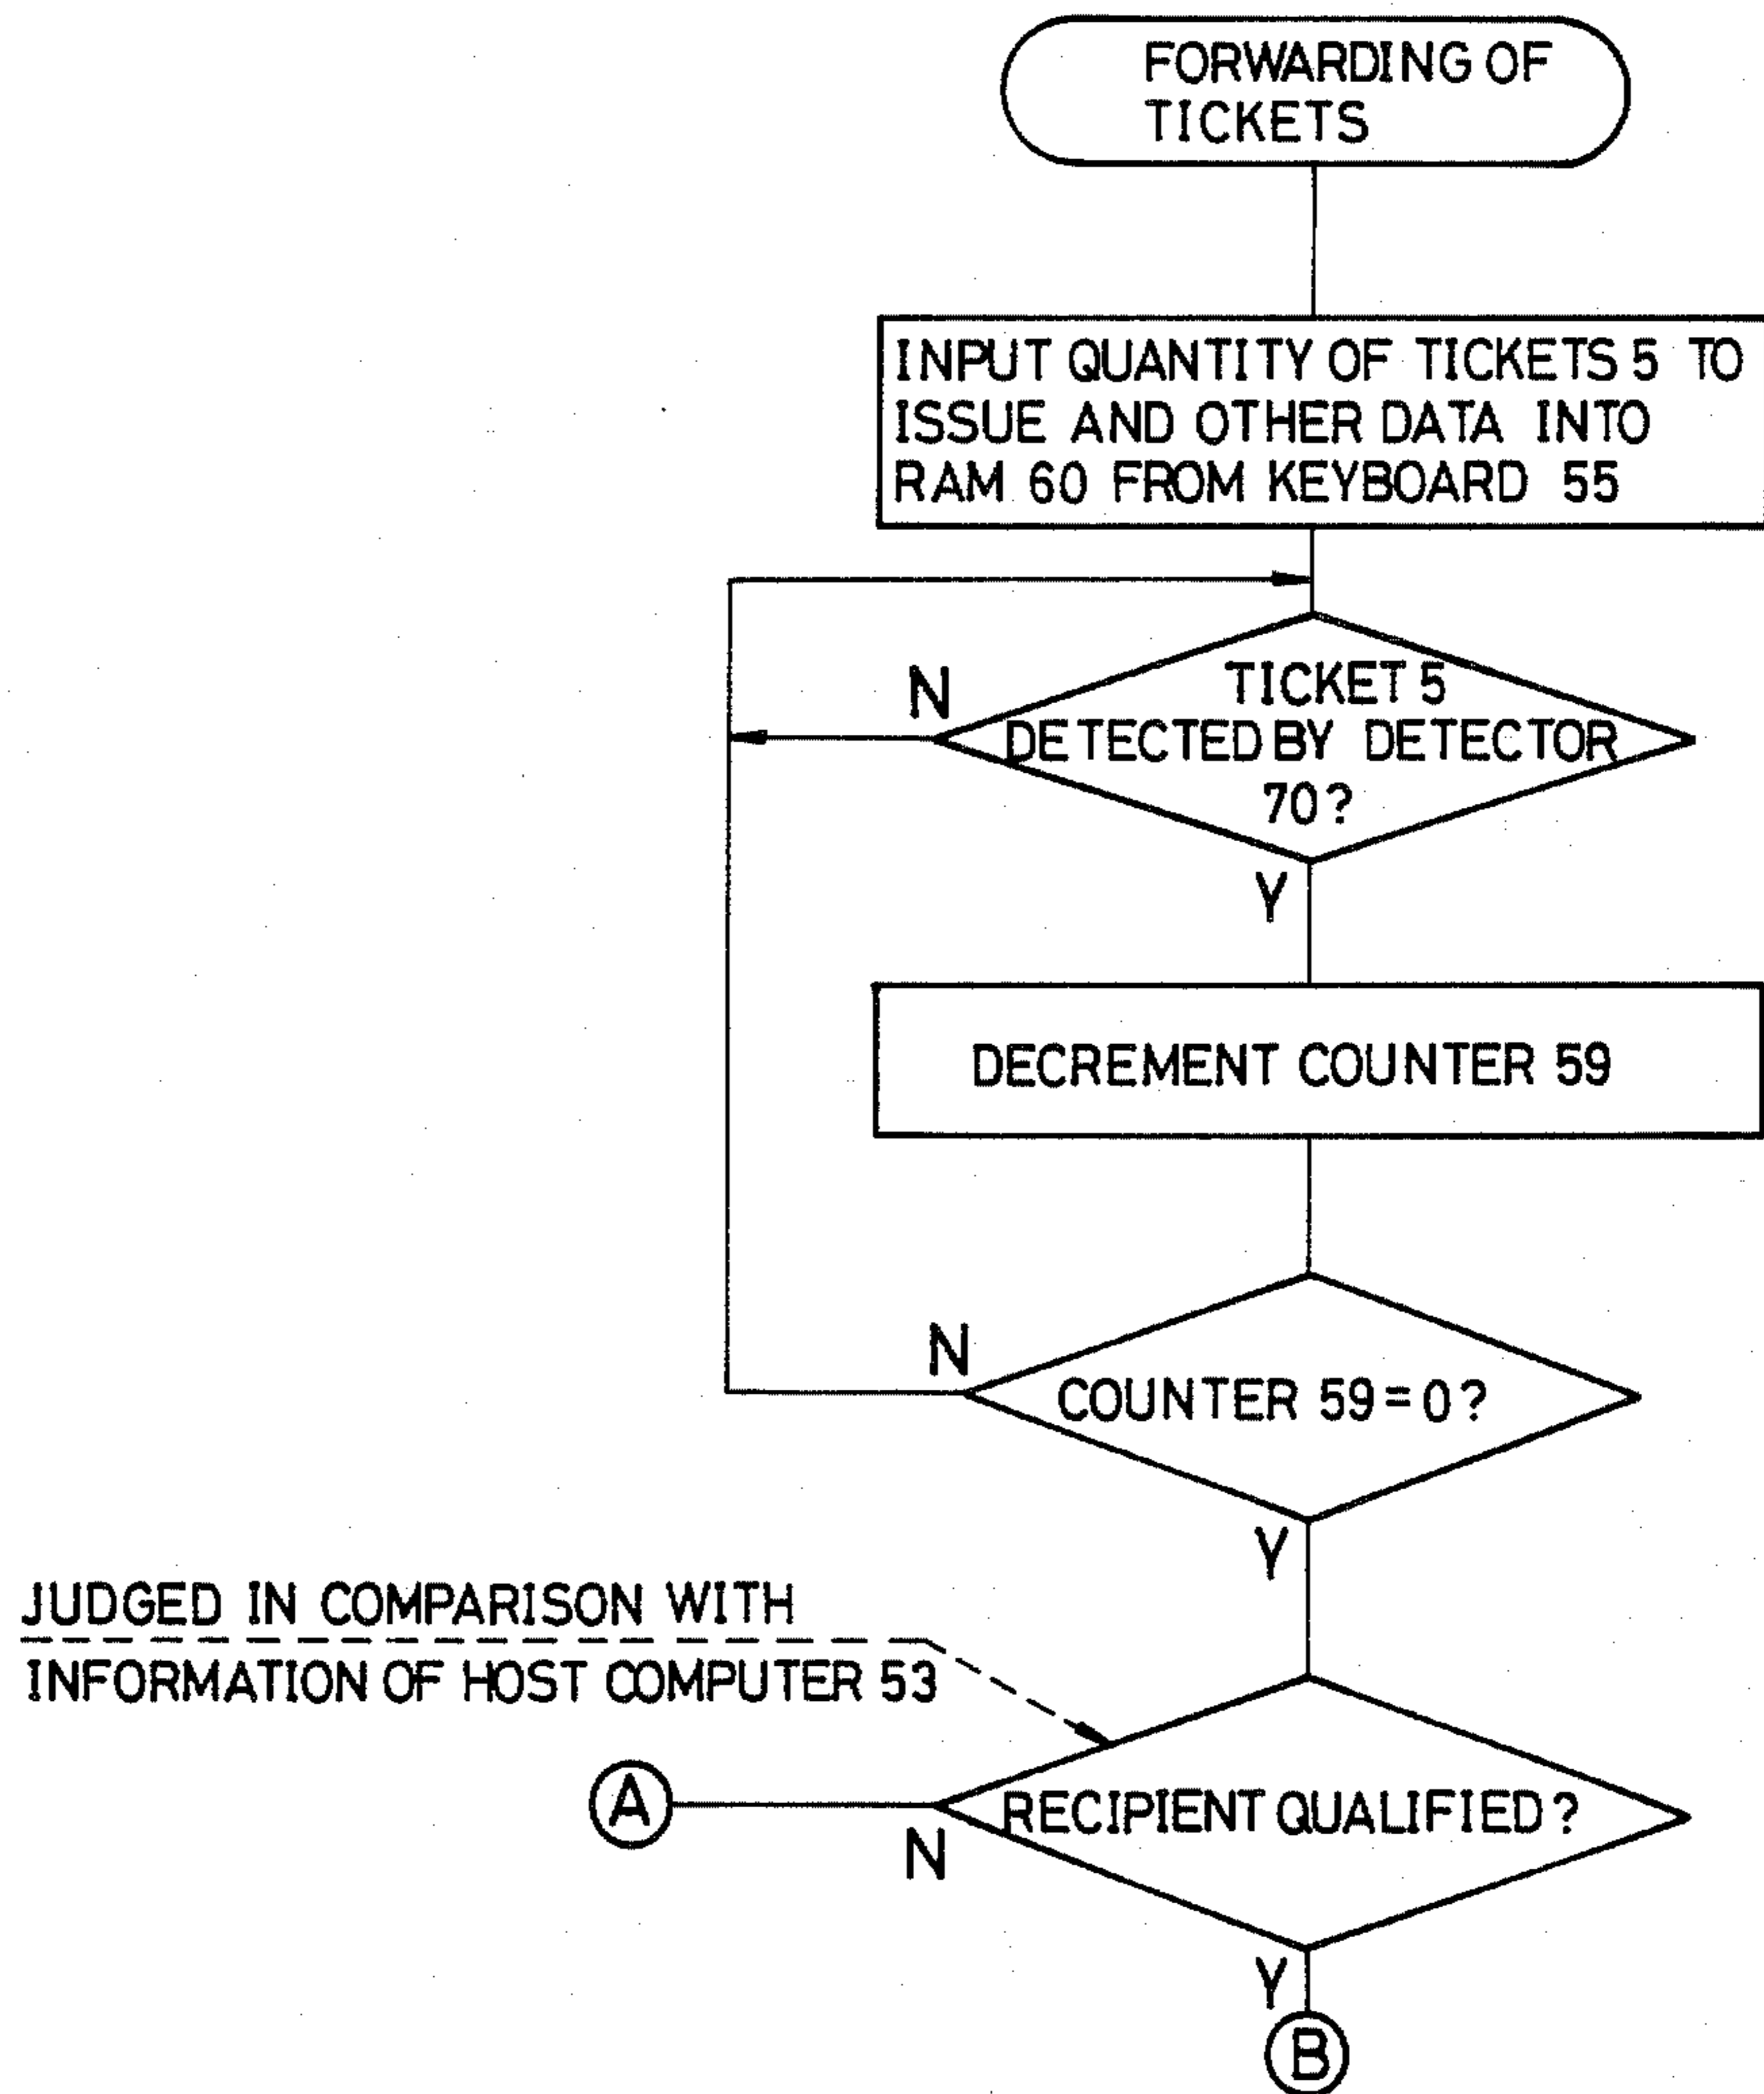 FORWARDING OF
TICKETS
INPUT QUANTITY OF TICKETS 5 TO
ISSUE AND OTHER DATA INTO
RAM 60 FROM KEYBOARD 55
N
TICKET 5
DETECTED BY DETECTOR
70?
Y
DECREMENT COUNTER 59
N
COUNTER 59=0?
Y
JUDGED IN COMPARISON WITH
INFORMATION OF HOST COMPUTER 53
A
RECIPIENT QUALIFIED?
N
Y
B